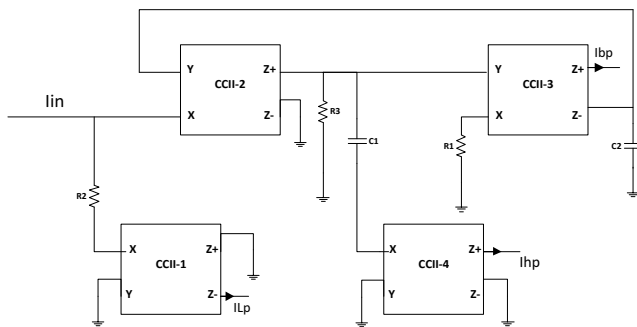 Ibp
Y
CCII-2
Z+
Y
CCII-3
Z+
Iin
X
Z-
R3
X
Z-
R1
C1
C2
R2
X
Z+
CCII-1
Y
Z-
ILp
X
Z+
CCII-4
Ihp
Y
Z-